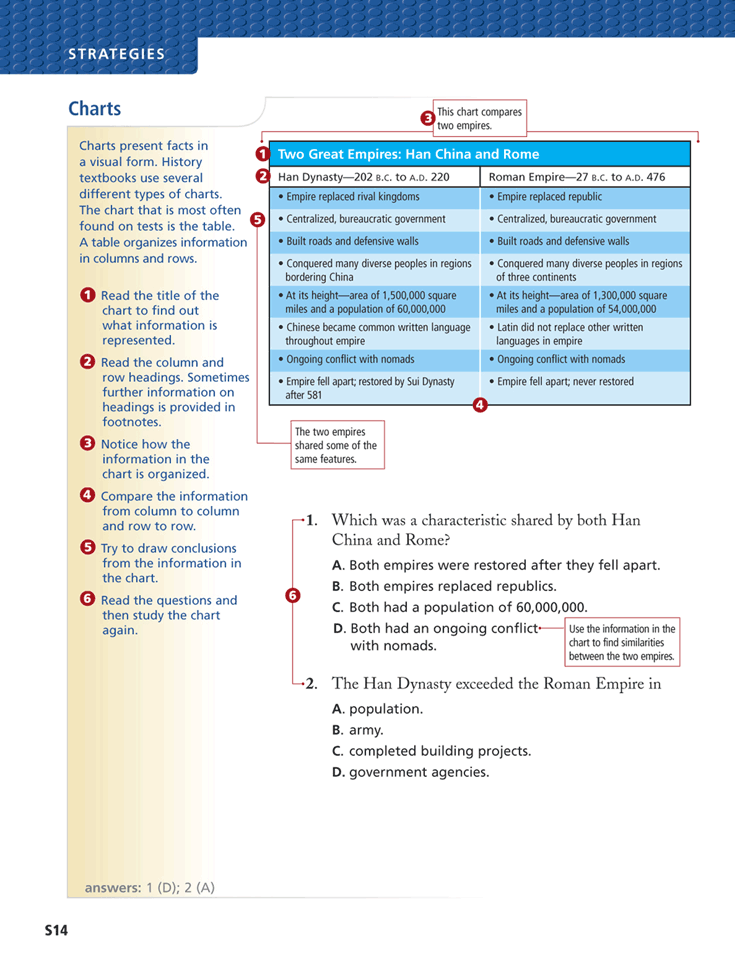 STRATEGIES
Charts
Charts present facts in
a visual form. History
textbooks use several
different types of charts.
The chart that is most often
found on tests is the table.
A table organizes information
in columns and rows.
1 Read the title of the
chart to find out
what information is
represented.
2 Read the column and
row headings. Sometimes
further information on
headings is provided in
footnotes.
3 Notice how the
information in the
chart is organized.
4 Compare the information
from column to column
and row to row.
5 Try to draw conclusions
from the information in
the chart.
6 Read the questions and
then study the chart
again.
3 This chart compares
two empires.
1 Two Great Empires: Han China and Rome
2 Han Dynasty—202 B.C. to A.D. 220 Roman Empire—27 B.C. to A.D. 476
• Empire replaced rival kingdoms • Empire replaced republic
5 • Centralized, bureaucratic government • Centralized, bureaucratic government
• Built roads and defensive walls • Built roads and defensive walls
• Conquered many diverse peoples in regions • Conquered many diverse peoples in regions
bordering China of three continents
• At its height—area of 1,500,000 square • At its height—area of 1,300,000 square
miles and a population of 60,000,000 miles and a population of 54,000,000
• Chinese became common written language • Latin did not replace other written
throughout empire languages in empire
• Ongoing conflict with nomads • Ongoing conflict with nomads
• Empire fell apart; restored by Sui Dynasty • Empire fell apart; never restored
after 581
4
The two empires
shared some of the
same features.
1. Which was a characteristic shared by both Han
China and Rome?
A. Both empires were restored after they fell apart.
B. Both empires replaced republics.
6
C. Both had a population of 60,000,000.
D. Both had an ongoing conflict
with nomads.
Use the information in the
chart to find similarities
between the two empires.
2. The Han Dynasty exceeded the Roman Empire in
A. population.
B. army.
C. completed building projects.
D. government agencies.
answers: 1 (D); 2 (A)
S14